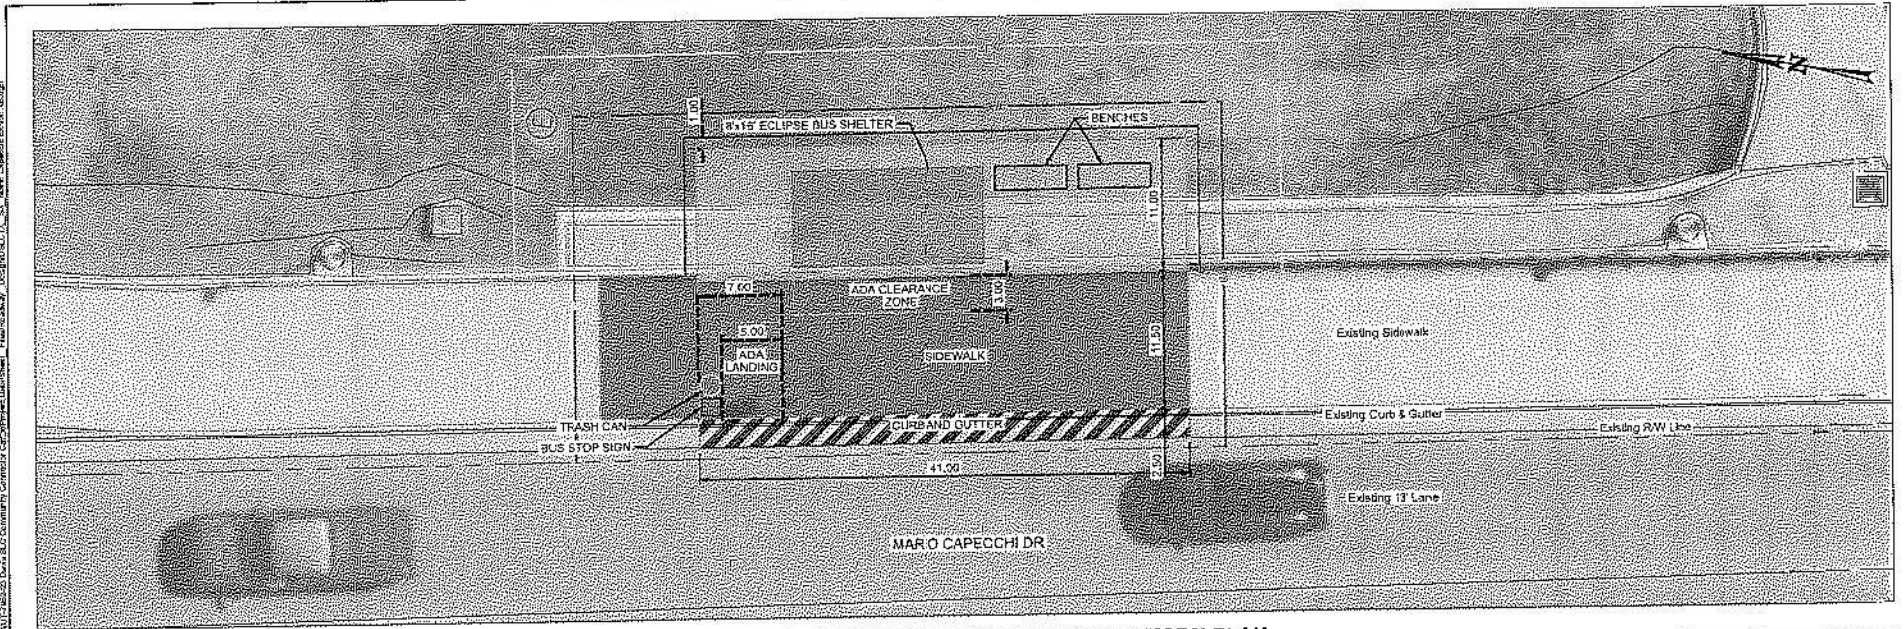 N
1.00
8'x16' ECLIPSE BUS SHELTER
BENCHES
11.00
7.00
ADA CLEARANCE
ZONE
3.00
5.00
ADA
LANDING
SIDEWALK
11.50
Existing Sidewalk
TRASH CAN
BUS STOP SIGN
CURB AND GUTTER
Existing Curb & Gutter
Existing R/W Line
41.00
2.50
Existing 13' Lane
MARIO CAPECCHI DR